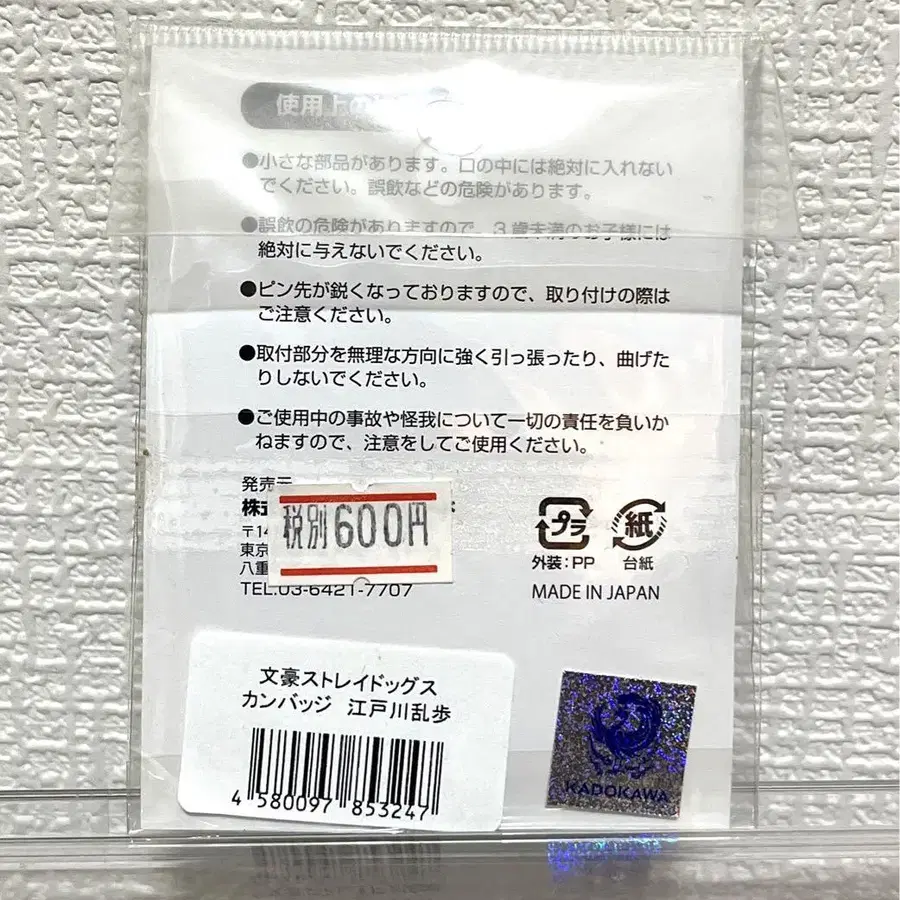 使用上の
●小さな部品があります。口の中には絶対に入れない
でください。誤飲などの危険があります。
●誤飲の危険がありますので、3歳未満のお子様には
絶対に与えないでください。
●ピン先が鋭くなっておりますので、取り付けの際は
ご注意ください。
●取付部分を無理な方向に強く引っ張ったり、曲げた
りしないでください。
●ご使用中の事故や怪我について一切の責任を負いか
ねますので、注意をしてご使用ください。
発売元
株式
税別600円
〒14
東京
八重
TEL.03-6421-7707
プラ
紙
外装:PP
台紙
MADE IN JAPAN
文豪ストレイドッグス
カンバッジ 江戸川乱歩
4 580097 853247
KADOKAWA